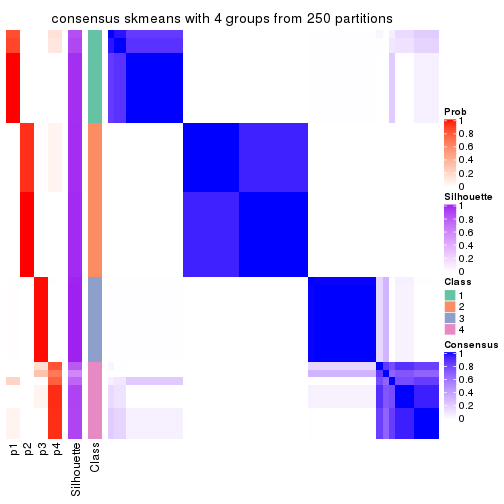 consensus skmeans with 4 groups from 250 partitions
Prob
1
0.8
0.6
0.4
0.2
0
Silhouette
1
0.8
0.6
0.4
0.2
0
Class
1
2
3
4
Consensus
1
0.8
0.6
0.4
0.2
0
p1
p2
p3
p4
Silhouette
Class